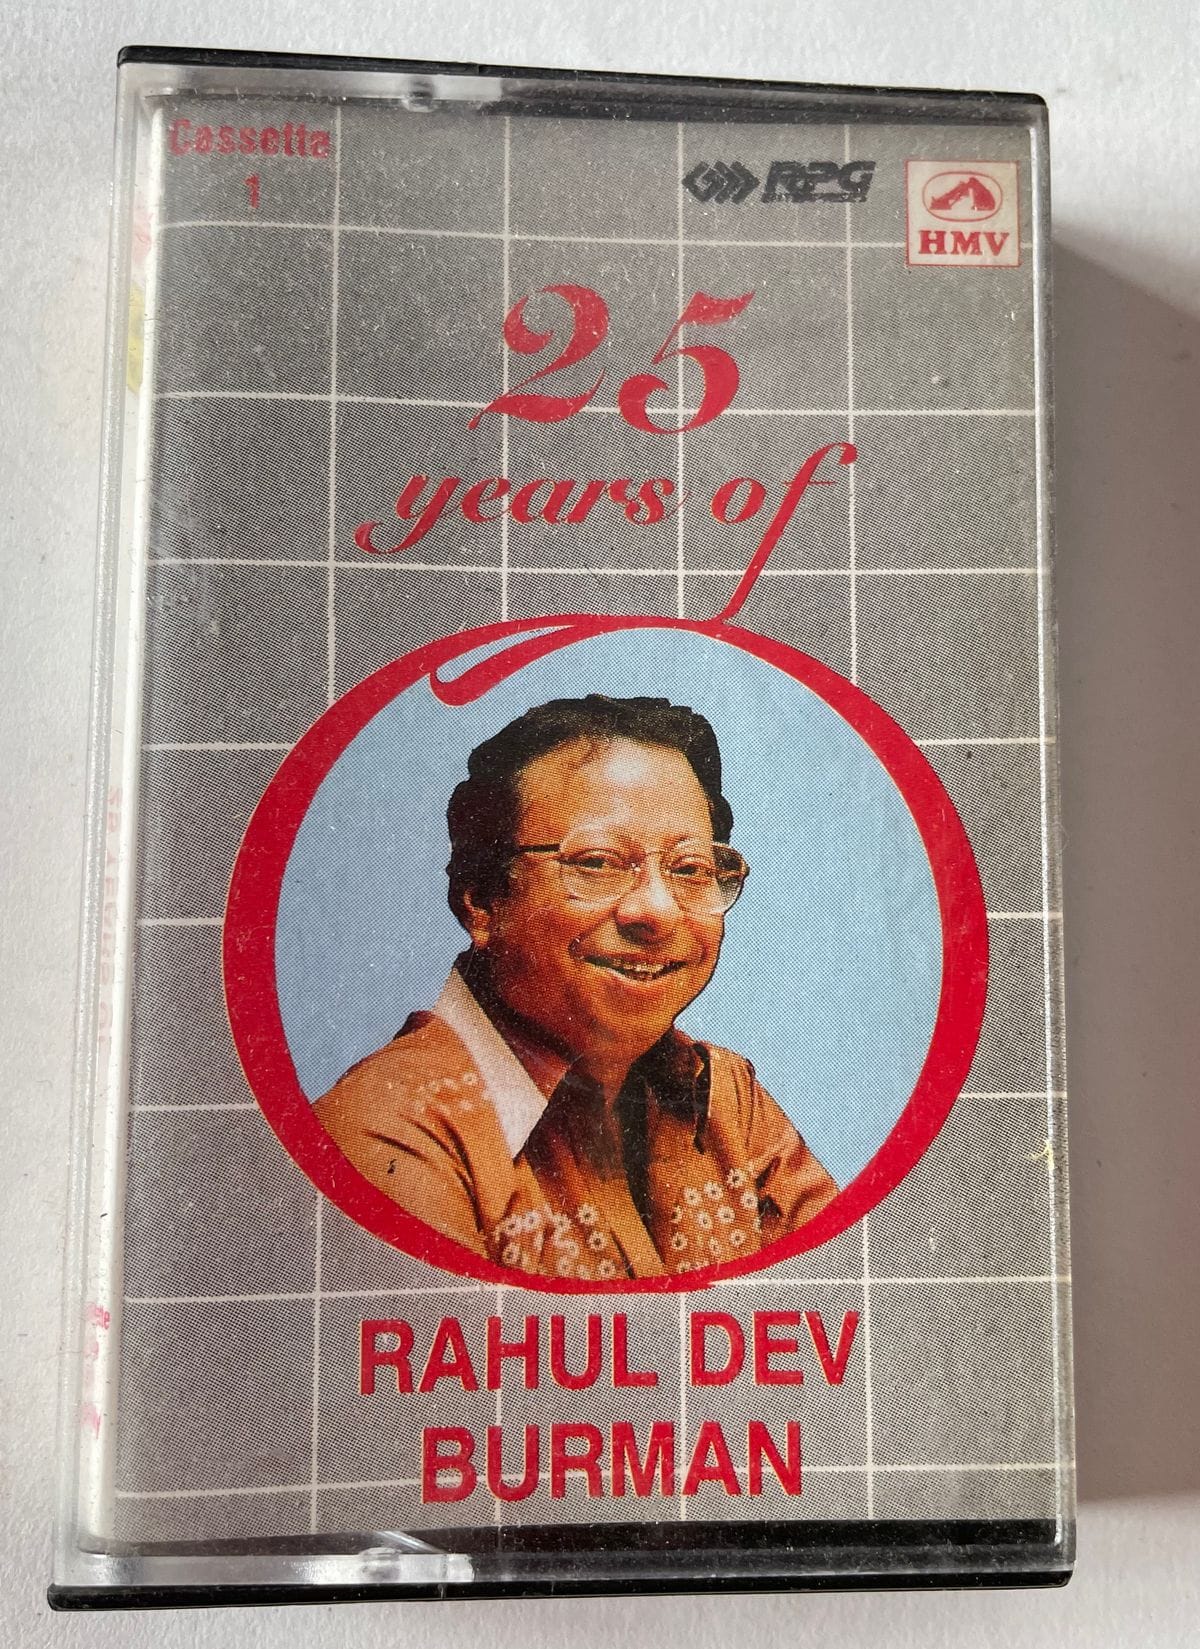 Cassette
1
RPG
HMV
25
years of
RAHUL DEV
BURMAN